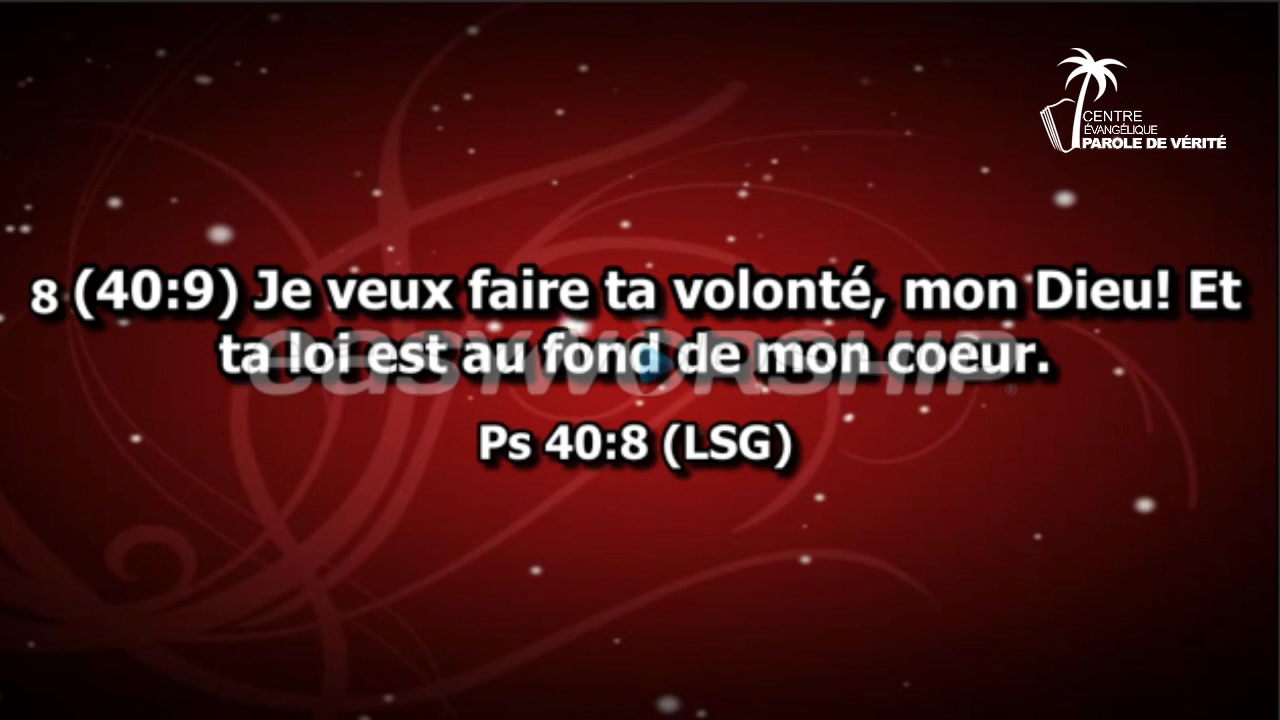 CENTRE
ÉVANGÉLIQUE
PAROLE DE VÉRITÉ
8 (40:9) Je veux faire ta volonté, mon Dieu! Et
ta loi est au fond de mon coeur.
easyworship®
Ps 40:8 (LSG)